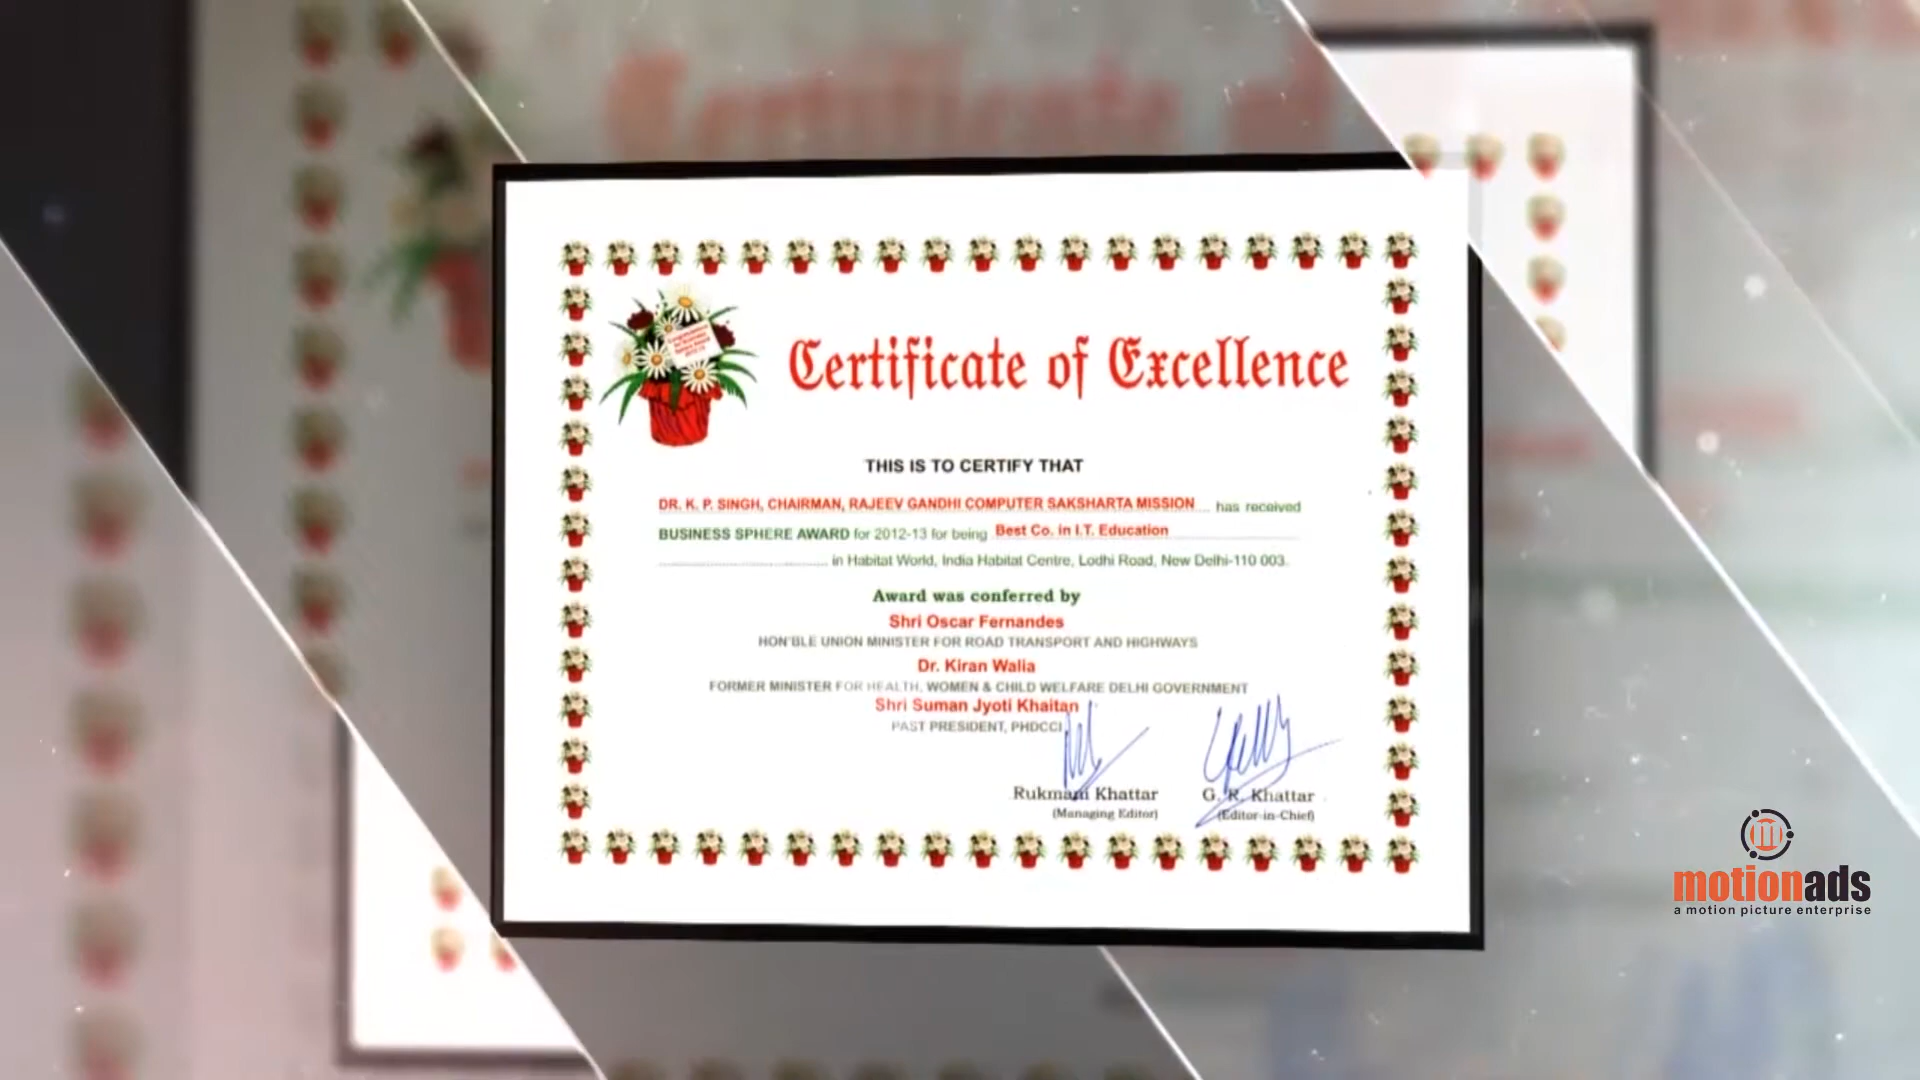 Certificate of Excellence
THIS IS TO CERTIFY THAT
DR. K. P. SINGH, CHAIRMAN, RAJEEV GANDHI COMPUTER SAKSHARTA MISSION.... has received
BUSINESS SPHERE AWARD for 2012-13 for being Best Co. in I.T. Education
in Habitat World, India Habitat Centre, Lodhi Road, New Delhi-110 003.
Award was conferred by
Shri Oscar Fernandes
HON'BLE UNION MINISTER FOR ROAD TRANSPORT AND HIGHWAYS
Dr. Kiran Walia
FORMER MINISTER FOR HEALTH, WOMEN & CHILD WELFARE DELHI GOVERNMENT
Shri Suman Jyoti Khaitan
PAST PRESIDENT, PHDCCI
Rukmani Khattar
(Managing Editor)
G. R. Khattar
(Editor-in-Chief)
motionads
a motion picture enterprise